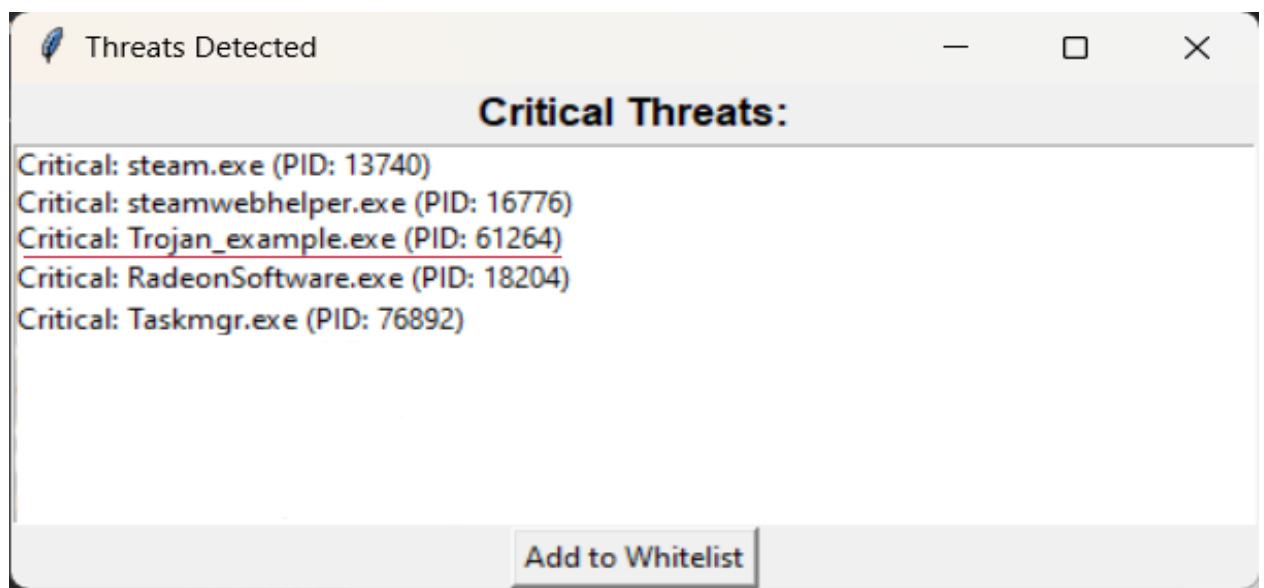 Threats Detected
Critical Threats:
Critical: steam.exe (PID: 13740)
Critical: steamwebhelper.exe (PID: 16776)
Critical: Trojan_example.exe (PID: 61264)
Critical: RadeonSoftware.exe (PID: 18204)
Critical: Taskmgr.exe (PID: 76892)
Add to Whitelist